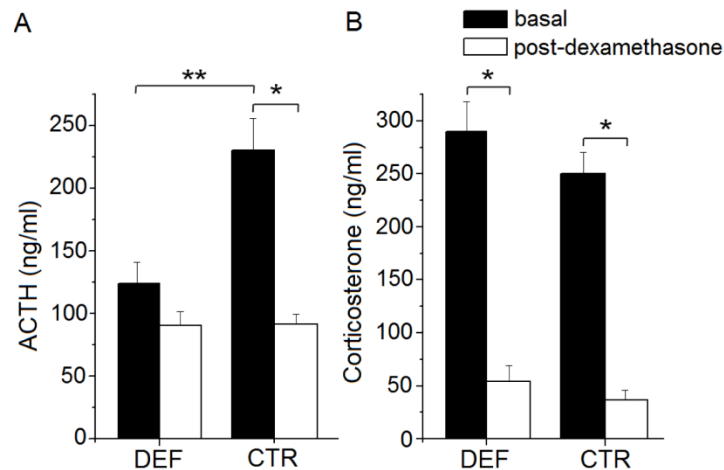 A
B
basal
post-dexamethasone
**
*
*
*
ACTH (ng/ml)
250
200
150
100
50
0
DEF
CTR
Corticosterone (ng/ml)
300
250
200
150
100
50
0
DEF
CTR